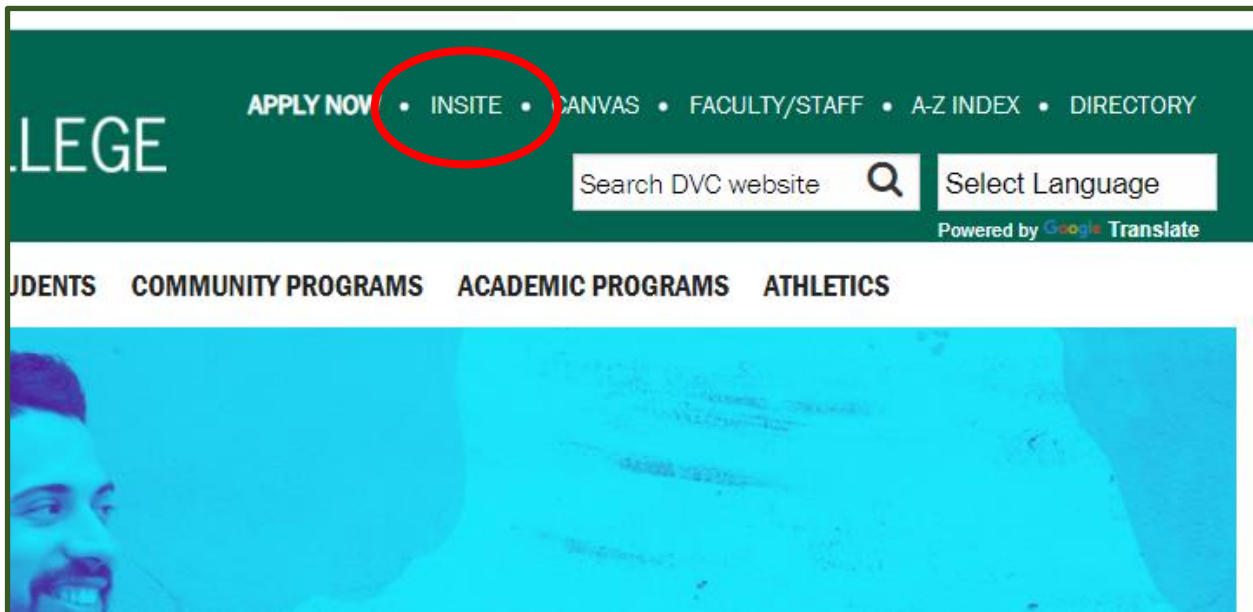 APPLY NOW • INSITE • CANVAS • FACULTY/STAFF • A-Z INDEX • DIRECTORY
LLEGE
Search DVC website
Select Language
Powered by Google Translate
UDENTS COMMUNITY PROGRAMS ACADEMIC PROGRAMS ATHLETICS